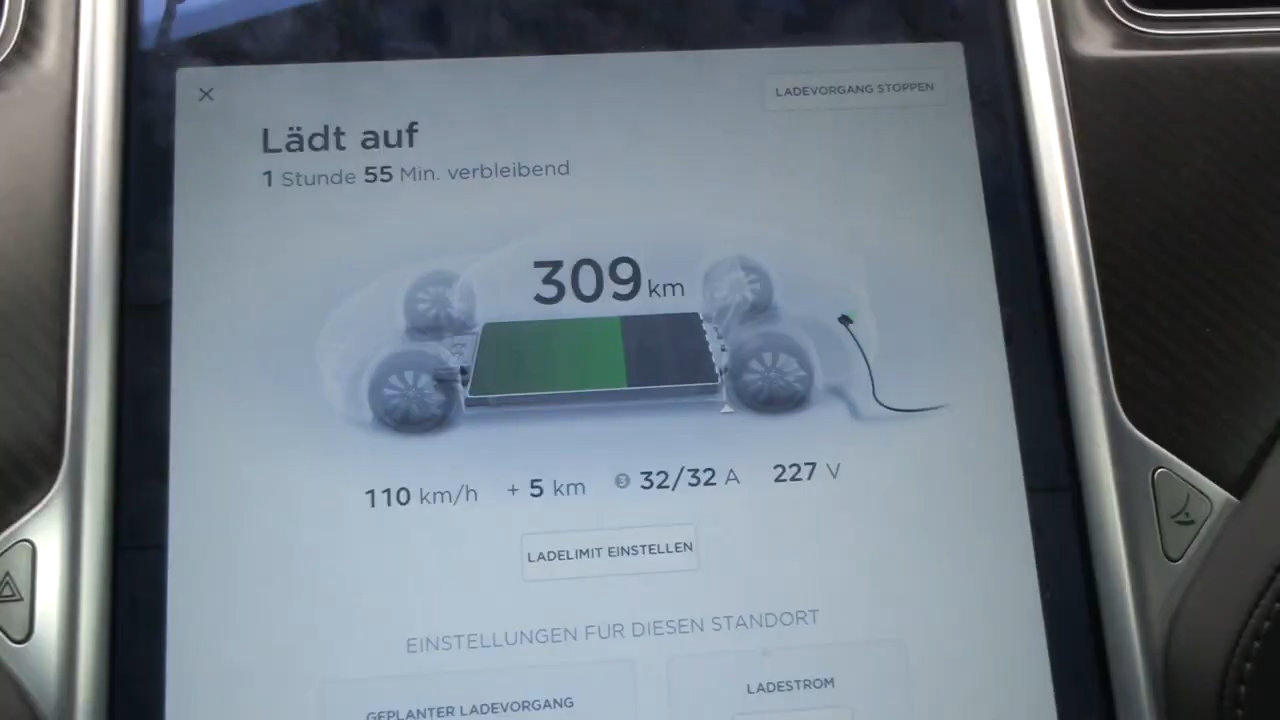 LADEVORGANG STOPPEN
Lädt auf
1 Stunde 55 Min. verbleibend
309 km
110 km/h + 5 km 3 32/32 A 227 V
LADELIMIT EINSTELLEN
EINSTELLUNGEN FÜR DIESEN STANDORT
GEPLANTER LADEVORGANG
LADESTROM